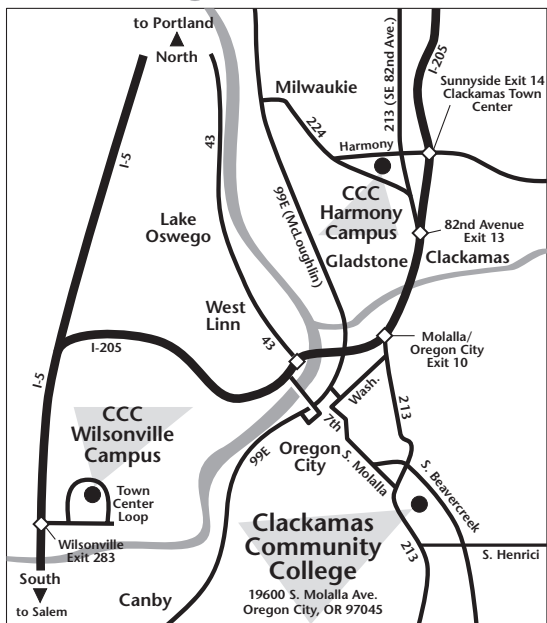 to Portland
North
I-205
213 (SE 82nd Ave.)
Sunnyside Exit 14
Clackamas Town
Center
Milwaukie
224
Harmony
43
I-5
99E (McLoughlin)
CCC
Harmony
Campus
Lake
Oswego
82nd Avenue
Exit 13
Gladstone
Clackamas
West
Linn
43
I-205
Molalla/
Oregon City
Exit 10
I-5
Wash.
213
7th
CCC
Wilsonville
Campus
99E
Oregon
City
S. Molalla
S. Beavercreek
Town
Center
Loop
Clackamas
Community
College
19600 S. Molalla Ave.
Oregon City, OR 97045
213
S. Henrici
Wilsonville
Exit 283
South
to Salem
Canby